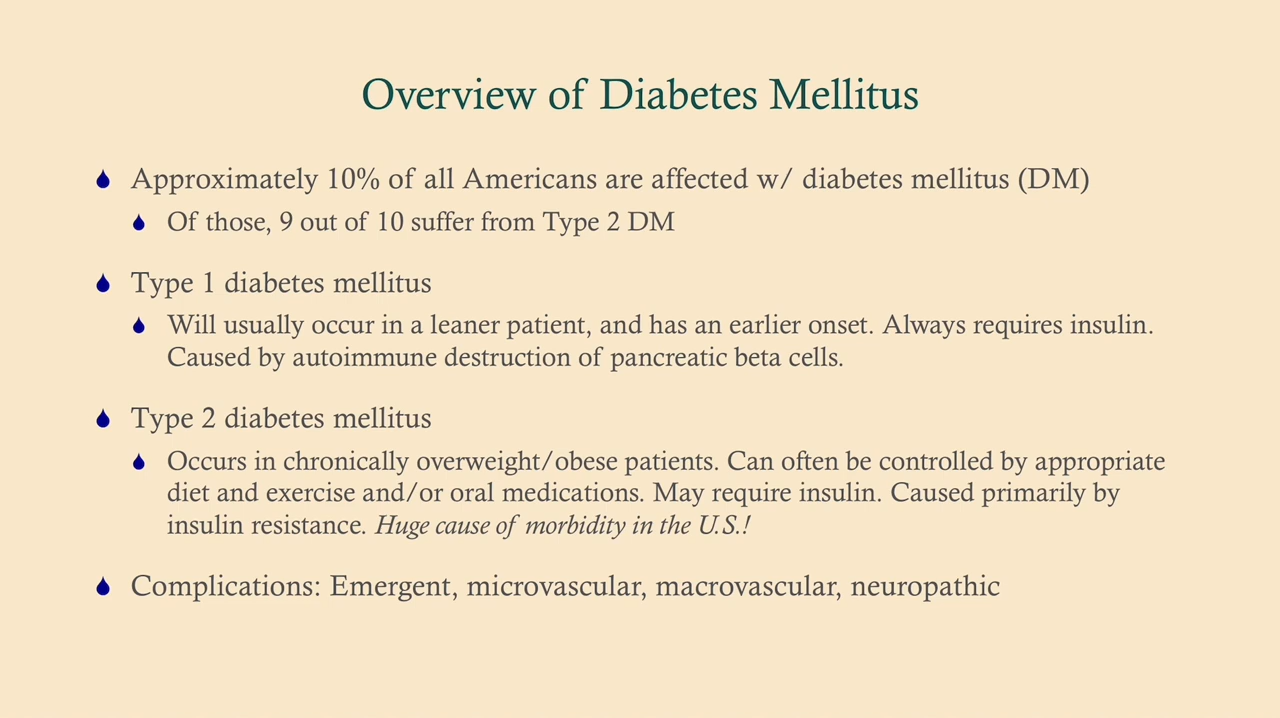 Overview of Diabetes Mellitus
Approximately 10% of all Americans are affected w/ diabetes mellitus (DM)
Of those, 9 out of 10 suffer from Type 2 DM
Type 1 diabetes mellitus
Will usually occur in a leaner patient, and has an earlier onset. Always requires insulin.
Caused by autoimmune destruction of pancreatic beta cells.
Type 2 diabetes mellitus
Occurs in chronically overweight/obese patients. Can often be controlled by appropriate
diet and exercise and/or oral medications. May require insulin. Caused primarily by
insulin resistance. Huge cause of morbidity in the U.S.!
Complications: Emergent, microvascular, macrovascular, neuropathic